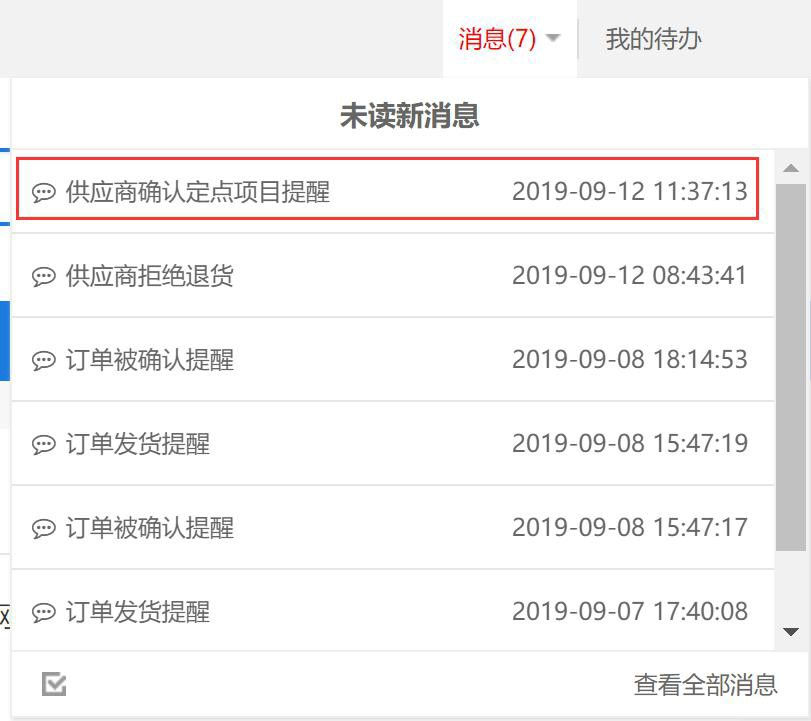 消息(7) 我的待办
未读新消息
供应商确认定点项目提醒 2019-09-12 11:37:13
供应商拒绝退货 2019-09-12 08:43:41
订单被确认提醒 2019-09-08 18:14:53
订单发货提醒 2019-09-08 15:47:19
订单被确认提醒 2019-09-08 15:47:17
订单发货提醒 2019-09-07 17:40:08
查看全部消息